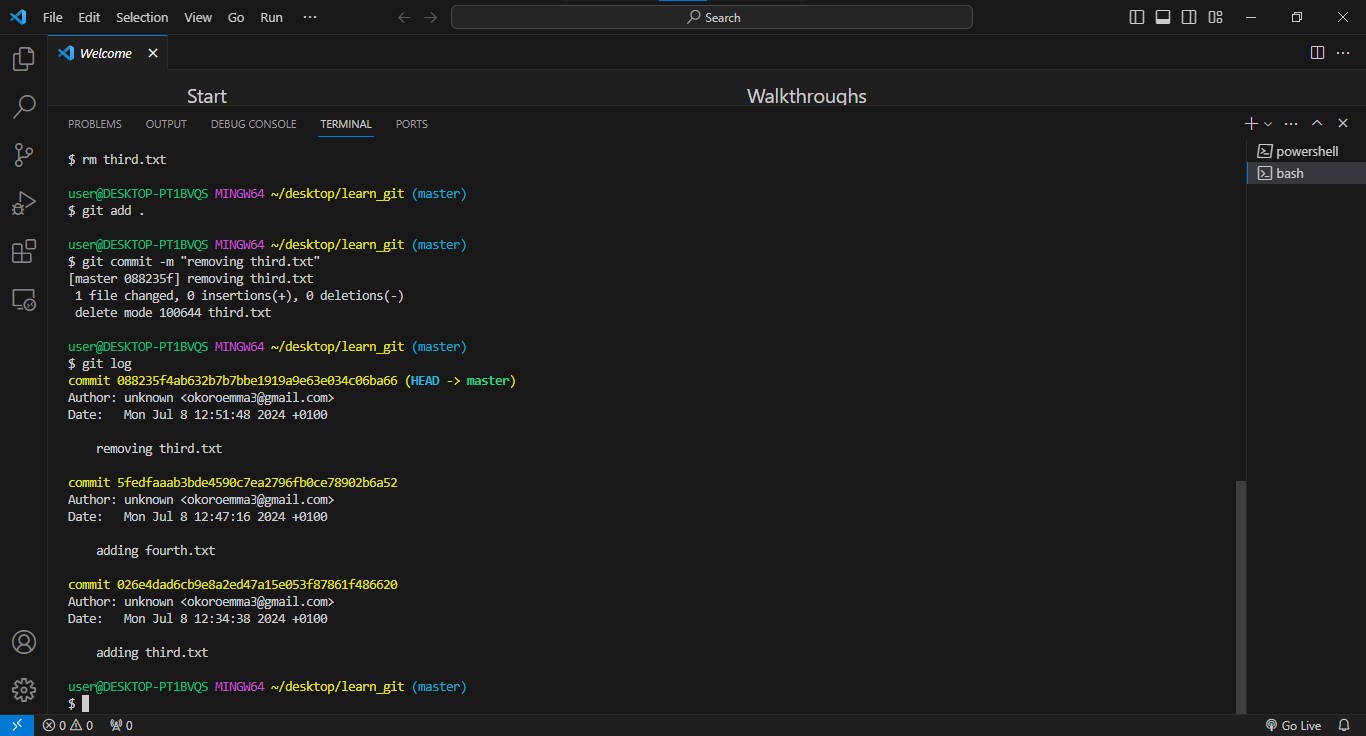 File Edit Selection View Go Run ··· Search
Welcome
Start Walkthroughs
PROBLEMS OUTPUT DEBUG CONSOLE TERMINAL PORTS
powershell
bash
$ rm third.txt
user@DESKTOP-PT1BVQS MINGW64 ~/desktop/learn_git (master)
$ git add .
user@DESKTOP-PT1BVQS MINGW64 ~/desktop/learn_git (master)
$ git commit -m "removing third.txt"
[master 088235f] removing third.txt
1 file changed, 0 insertions(+), 0 deletions(-)
delete mode 100644 third.txt
user@DESKTOP-PT1BVQS MINGW64 ~/desktop/learn_git (master)
$ git log
commit 088235f4ab632b7b7bbe1919a9e63e034c06ba66 (HEAD -> master)
Author: unknown <okoroemma3@gmail.com>
Date:   Mon Jul 8 12:51:48 2024 +0100
removing third.txt
commit 5fedfaaab3bde4590c7ea2796fb0ce78902b6a52
Author: unknown <okoroemma3@gmail.com>
Date:   Mon Jul 8 12:47:16 2024 +0100
adding fourth.txt
commit 026e4dad6cb9e8a2ed47a15e053f87861f486620
Author: unknown <okoroemma3@gmail.com>
Date:   Mon Jul 8 12:34:38 2024 +0100
adding third.txt
user@DESKTOP-PT1BVQS MINGW64 ~/desktop/learn_git (master)
$
0 0 0 Go Live